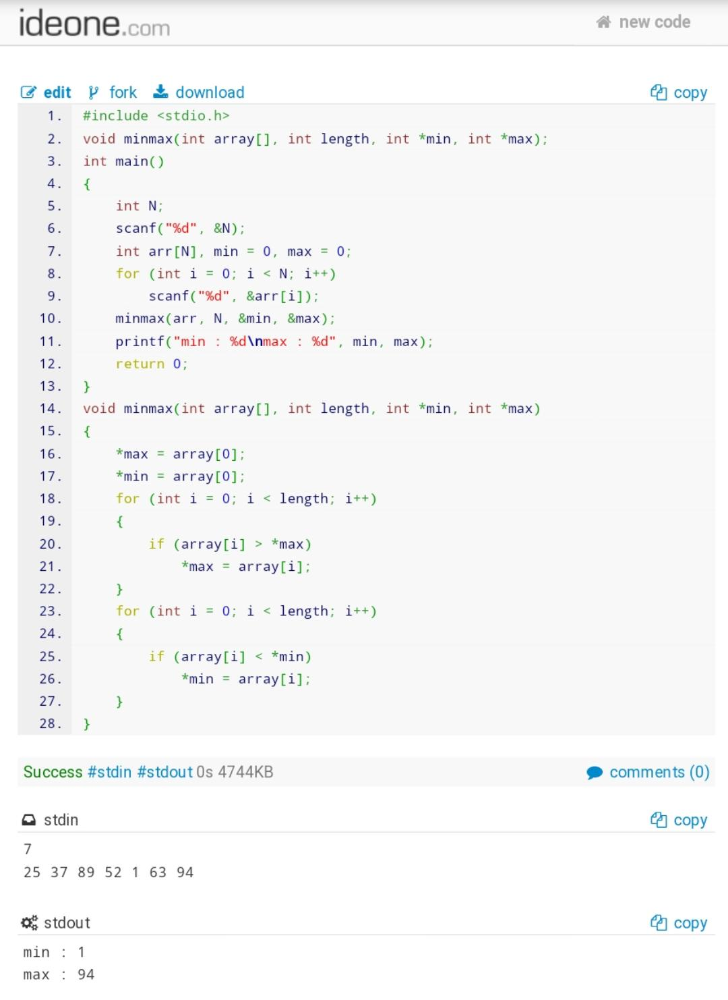 ideone.com
new code
edit fork download copy
1. #include <stdio.h>
2. void minmax(int array[], int length, int *min, int *max);
3. int main()
4. {
5. int N;
6. scanf("%d", &N);
7. int arr[N], min = 0, max = 0;
8. for (int i = 0; i < N; i++)
9. scanf("%d", &arr[i]);
10. minmax(arr, N, &min, &max);
11. printf("min : %d\nmax : %d", min, max);
12. return 0;
13. }
14. void minmax(int array[], int length, int *min, int *max)
15. {
16. *max = array[0];
17. *min = array[0];
18. for (int i = 0; i < length; i++)
19. {
20. if (array[i] > *max)
21. *max = array[i];
22. }
23. for (int i = 0; i < length; i++)
24. {
25. if (array[i] < *min)
26. *min = array[i];
27. }
28. }
Success #stdin #stdout 0s 4744KB comments (0)
stdin copy
7
25 37 89 52 1 63 94
stdout copy
min : 1
max : 94